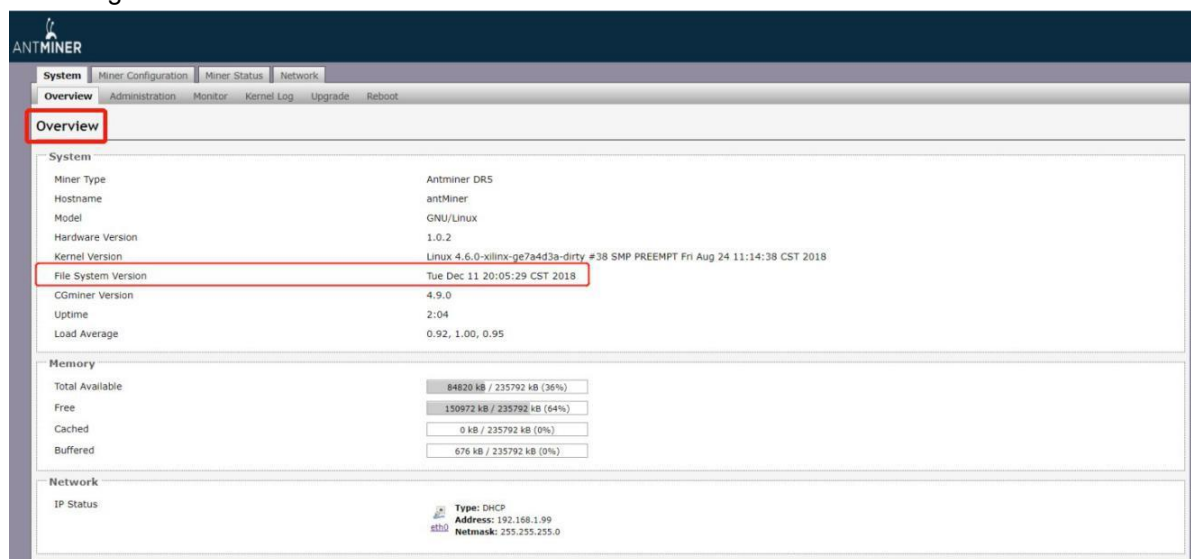 ANTMINER
System Miner Configuration Miner Status Network
Overview Administration Monitor Kernel Log Upgrade Reboot
Overview
System
Miner Type Antminer DR5
Hostname antMiner
Model GNU/Linux
Hardware Version 1.0.2
Kernel Version Linux 4.6.0-xilinx-ge7a4d3a-dirty #38 SMP PREEMPT Fri Aug 24 11:14:38 CST 2018
File System Version Tue Dec 11 20:05:29 CST 2018
CGminer Version 4.9.0
Uptime 2:04
Load Average 0.92, 1.00, 0.95
Memory
Total Available 84820 kB / 235792 kB (36%)
Free 150972 kB / 235792 kB (64%)
Cached 0 kB / 235792 kB (0%)
Buffered 676 kB / 235792 kB (0%)
Network
IP Status Type: DHCP
Address: 192.168.1.99
eth0 Netmask: 255.255.255.0